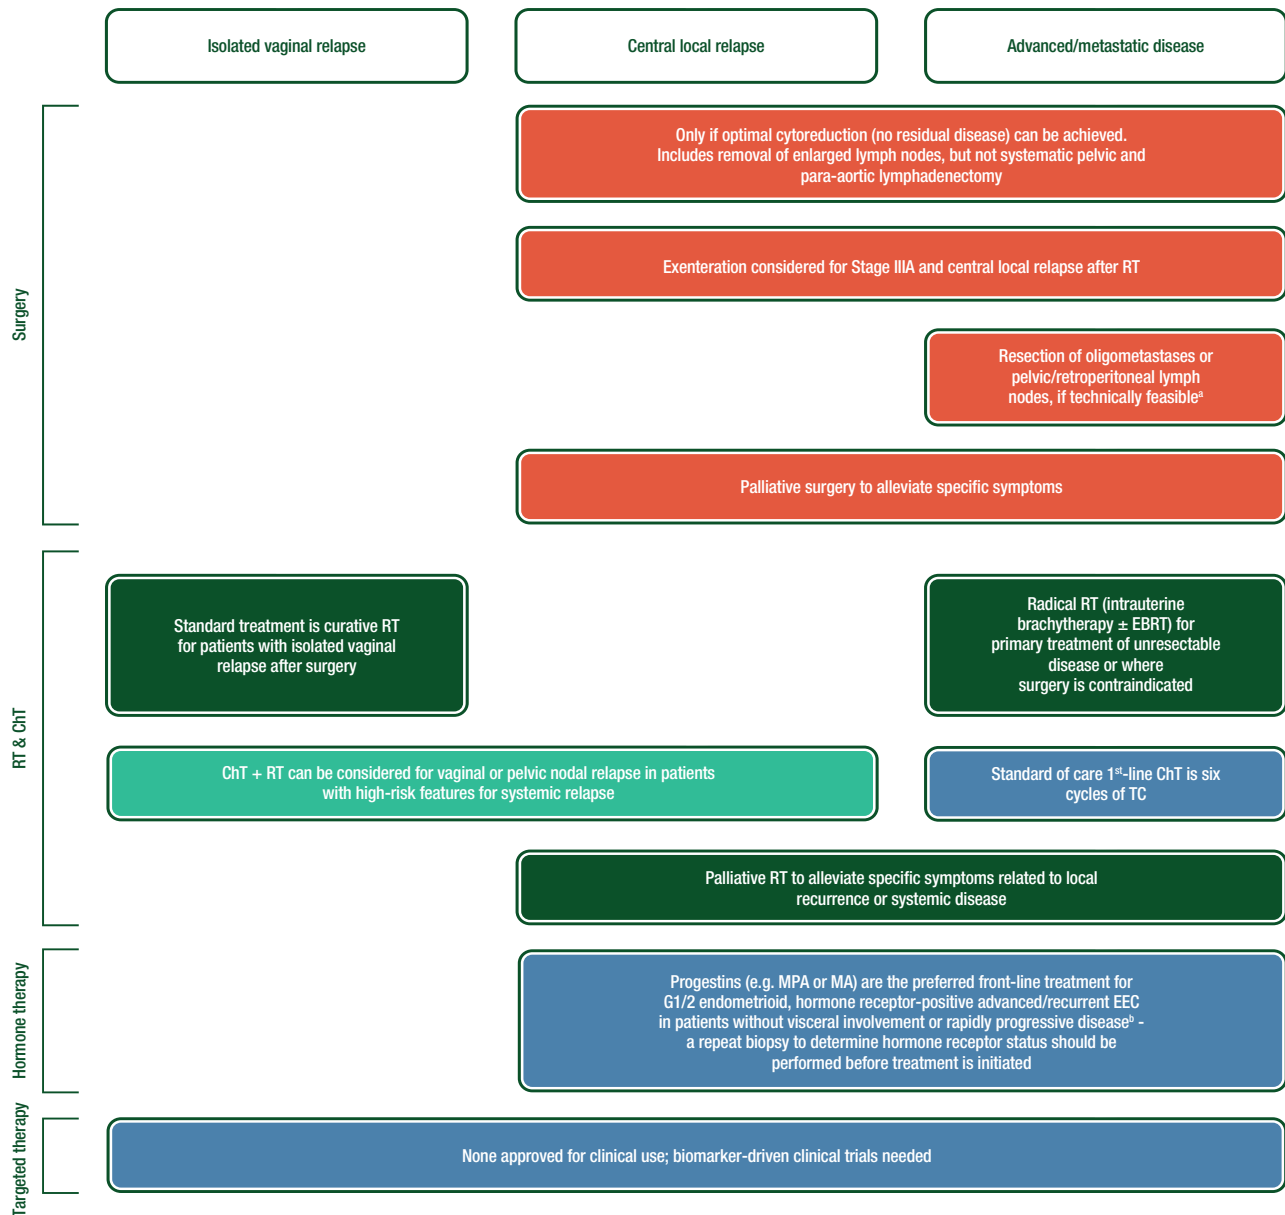 Isolated vaginal relapse
Central local relapse
Advanced/metastatic disease
Surgery
Only if optimal cytoreduction (no residual disease) can be achieved.
Includes removal of enlarged lymph nodes, but not systematic pelvic and
para-aortic lymphadenectomy
Exenteration considered for Stage IIIA and central local relapse after RT
Resection of oligometastases or
pelvic/retroperitoneal lymph
nodes, if technically feasibleᵃ
Palliative surgery to alleviate specific symptoms
RT & ChT
Standard treatment is curative RT
for patients with isolated vaginal
relapse after surgery
Radical RT (intrauterine
brachytherapy ± EBRT) for
primary treatment of unresectable
disease or where
surgery is contraindicated
ChT + RT can be considered for vaginal or pelvic nodal relapse in patients
with high-risk features for systemic relapse
Standard of care 1ˢᵗ-line ChT is six
cycles of TC
Palliative RT to alleviate specific symptoms related to local
recurrence or systemic disease
Hormone therapy
Progestins (e.g. MPA or MA) are the preferred front-line treatment for
G1/2 endometrioid, hormone receptor-positive advanced/recurrent EEC
in patients without visceral involvement or rapidly progressive diseaseᵇ -
a repeat biopsy to determine hormone receptor status should be
performed before treatment is initiated
Targeted therapy
None approved for clinical use; biomarker-driven clinical trials needed